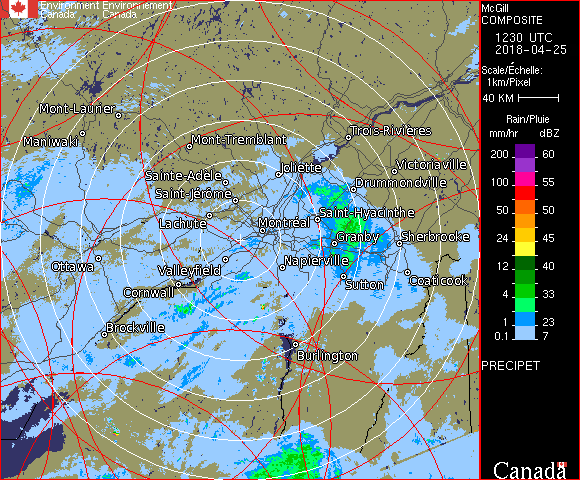 Environment Environnement
Canada Canada
Mont-Laurier
Maniwaki
Mont-Tremblant
Trois-Rivières
Joliette
Victoriaville
Sainte-Adèle
Drummondville
Saint-Jérôme
Saint-Hyacinthe
Lachute
Montréal
Granby
Sherbrooke
Ottawa
Valleyfield
Napierville
Coaticook
Cornwall
Sutton
Brockville
Burlington
McGill
COMPOSITE
1230 UTC
2018-04-25
Scale/Échelle:
1km/Pixel
40 KM
Rain/Pluie
mm/hr dBZ
200 60
100 55
50 50
24 45
12 40
4 33
1 23
0.1 7
PRECIPET
Canada